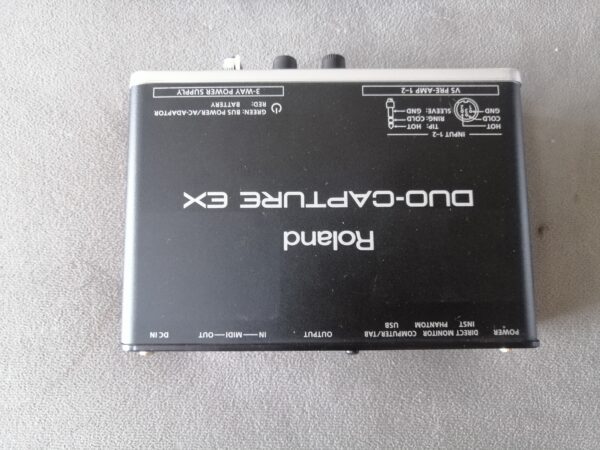 POWER DIRECT MONITOR COMPUTER/TAB OUTPUT IN—MIDI—OUT DC IN
INST PHANTOM USB
Roland
DUO-CAPTURE EX
INPUT 1-2
HOT TIP: HOT
COLD RING: COLD
GND SLEEVE: GND
GREEN: BUS POWER/AC-ADAPTOR
RED: BATTERY
VS PRE-AMP 1-2
3-WAY POWER SUPPLY